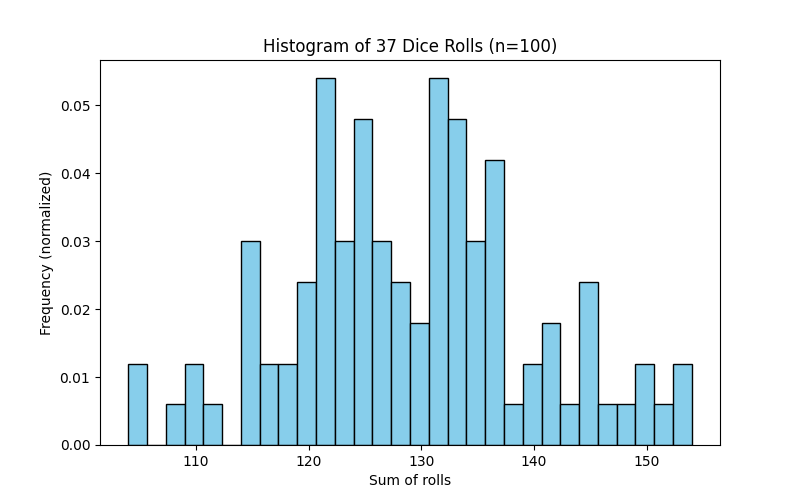 Histogram of 37 Dice Rolls (n=100)
Frequency (normalized)
0.05
0.04
0.03
0.02
0.01
0.00
110 120 130 140 150
Sum of rolls